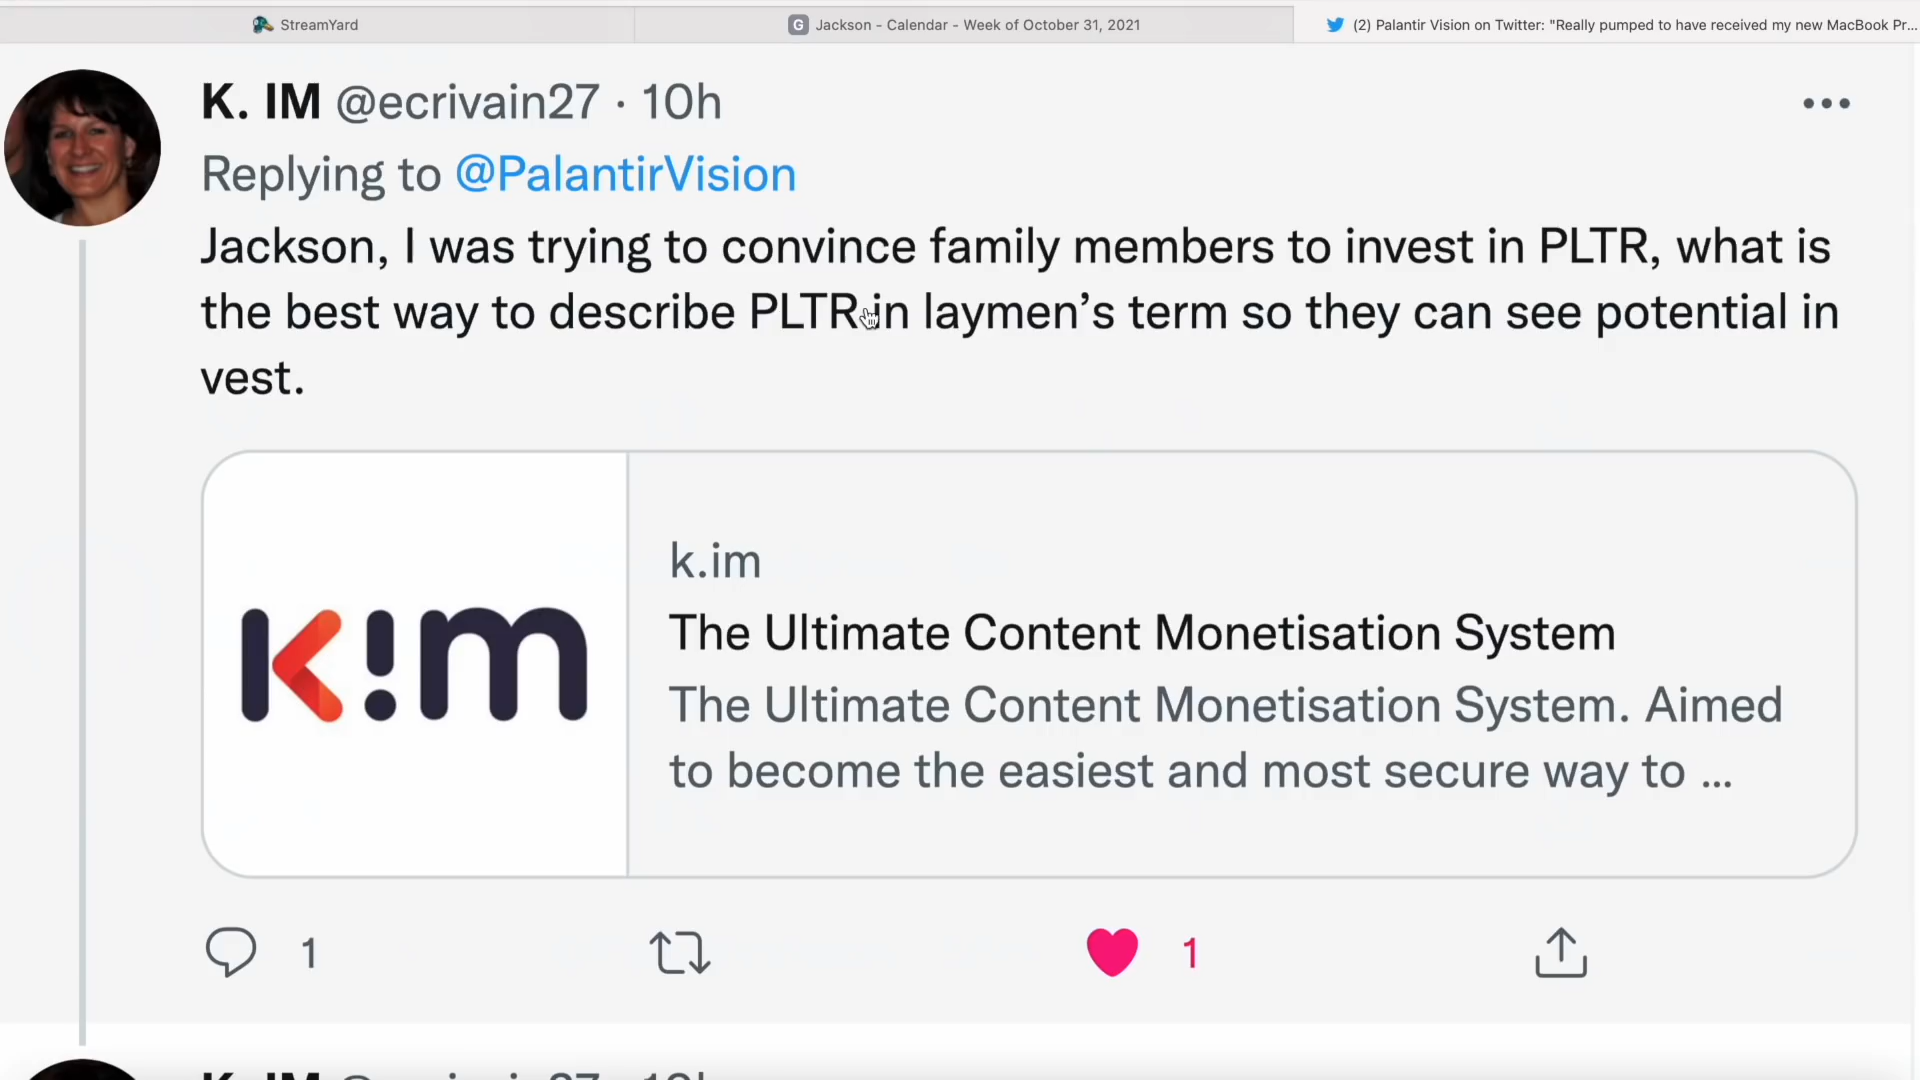 StreamYard
G Jackson - Calendar - Week of October 31, 2021
(2) Palantir Vision on Twitter: "Really pumped to have received my new MacBook Pr...
K. IM @ecrivain27 · 10h
Replying to @PalantirVision
Jackson, I was trying to convince family members to invest in PLTR, what is
the best way to describe PLTR in laymen’s term so they can see potential in
vest.
k!m
k.im
The Ultimate Content Monetisation System
The Ultimate Content Monetisation System. Aimed
to become the easiest and most secure way to ...
1
1